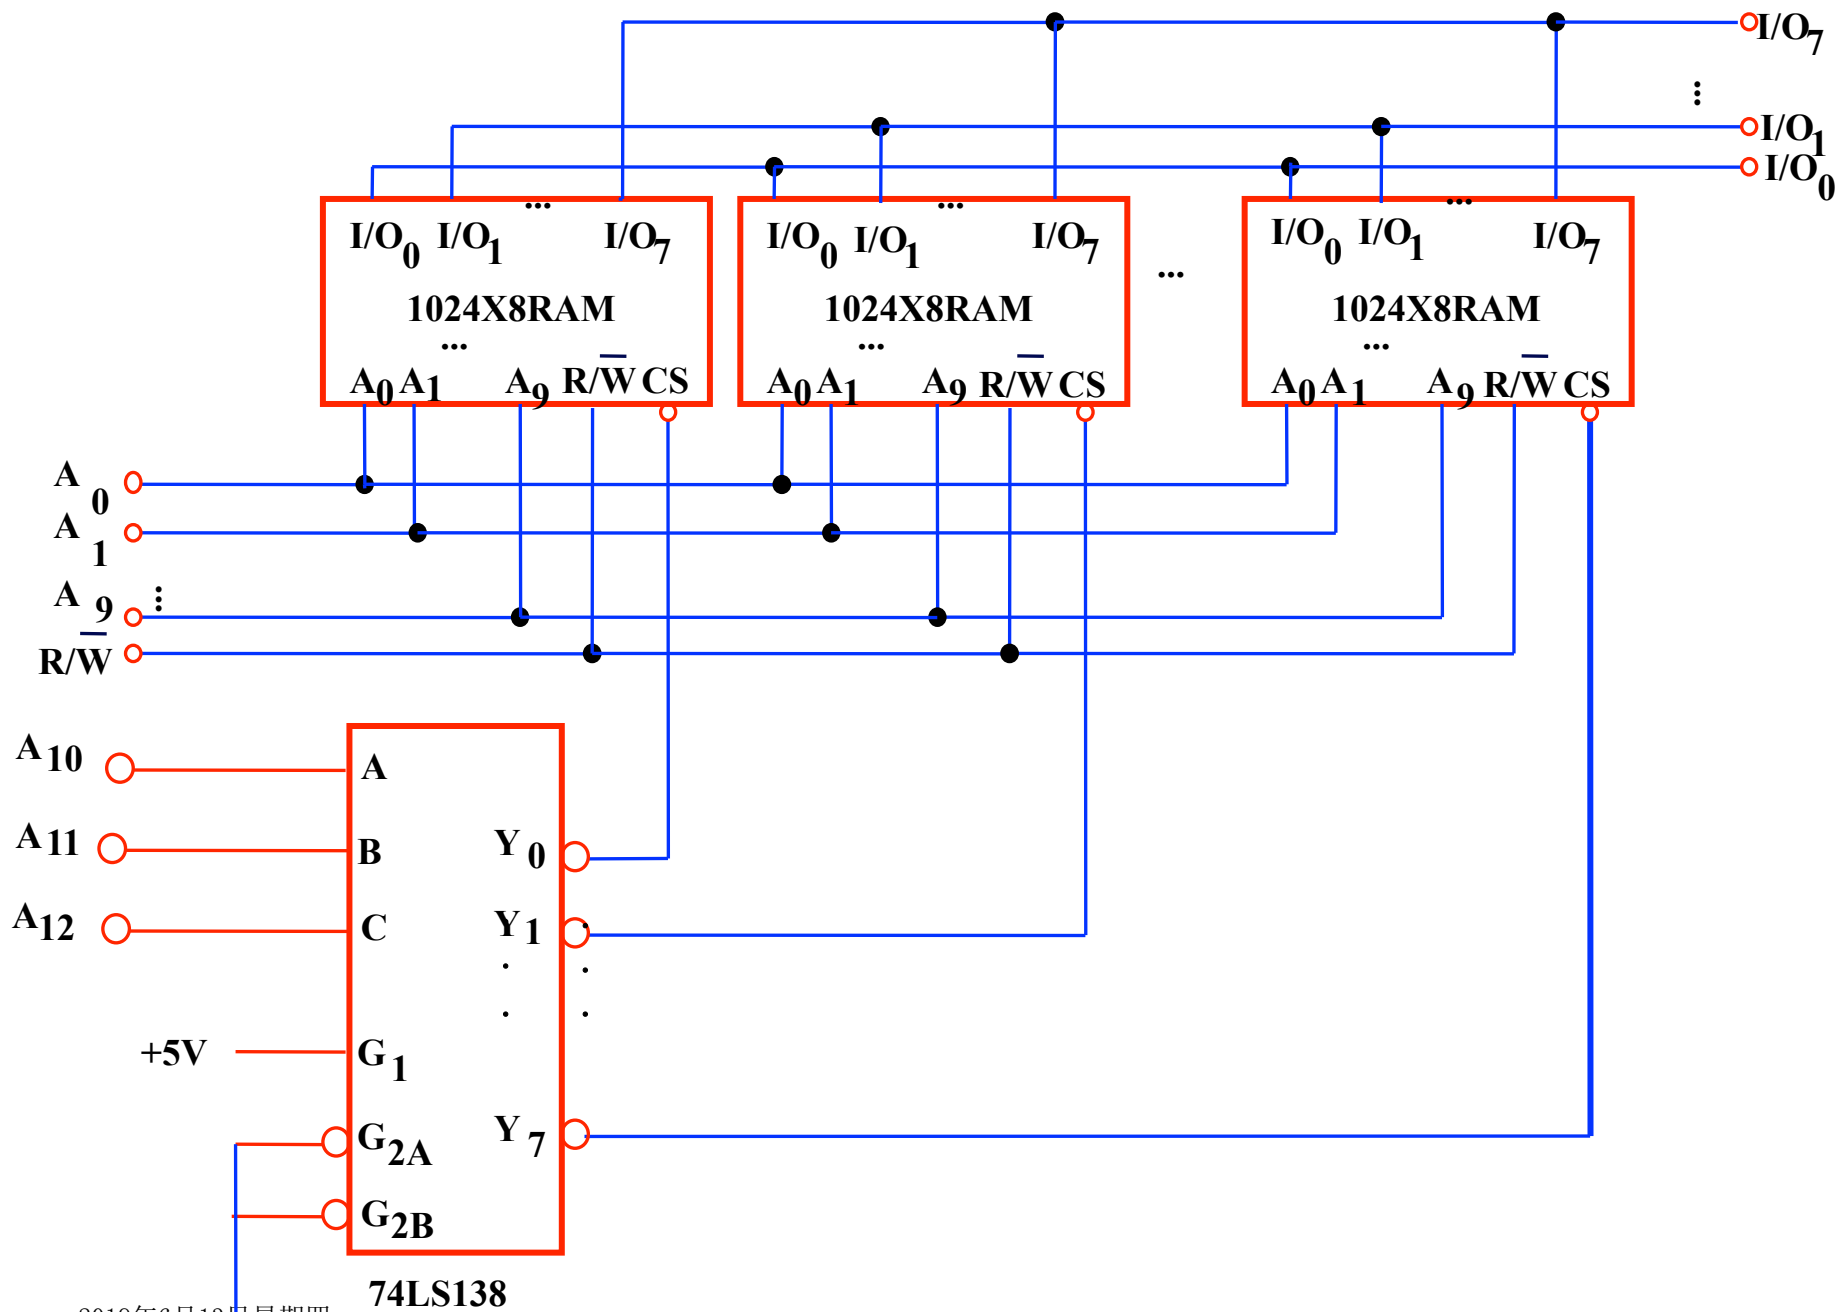 I/O7
⋮
I/O1
I/O0
... ... ...
I/O0 I/O1 I/O7 I/O0 I/O1 I/O7 ... I/O0 I/O1 I/O7
1024X8RAM 1024X8RAM 1024X8RAM
... ... ...
A0 A1 A9 R/W̅ CS A0 A1 A9 R/W̅ CS A0 A1 A9 R/W̅ CS
A0
A1
A9 ⋮
R/W̅
A10 A
A11 B Y0
A12 C Y1
+5V G1
G2A Y7
G2B
74LS138